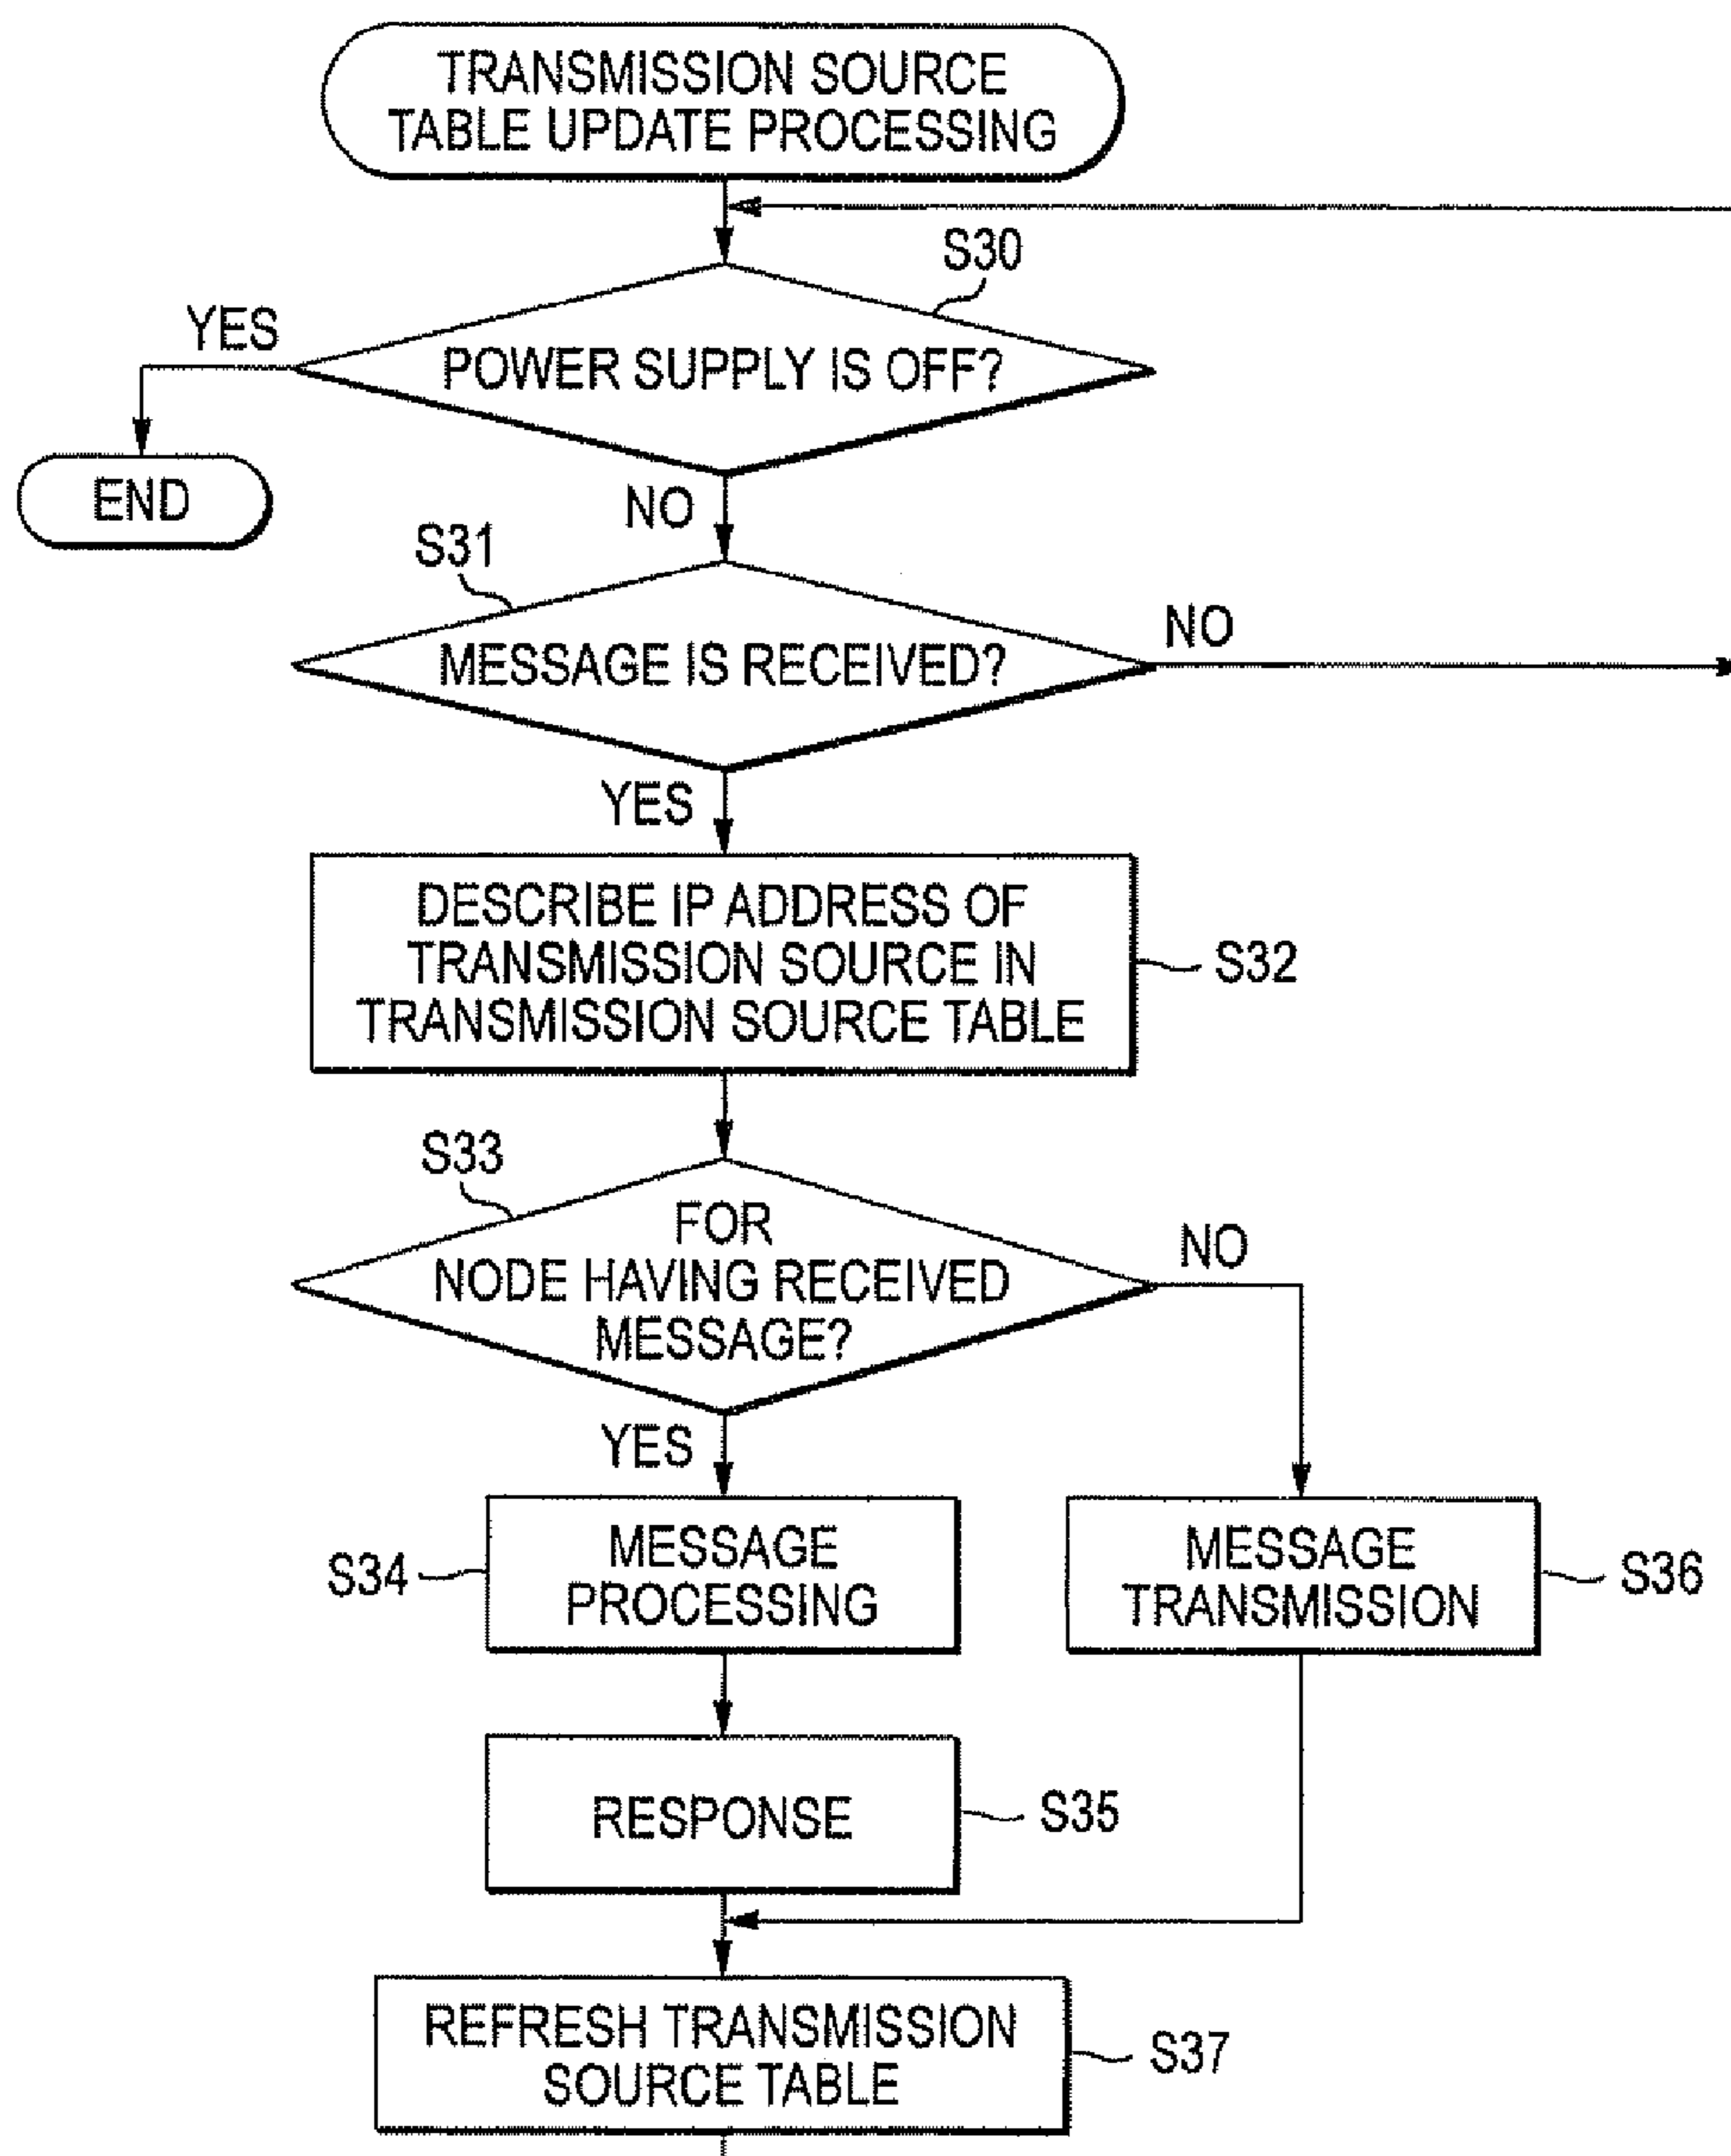 TRANSMISSION SOURCE
TABLE UPDATE PROCESSING
S30
YES
POWER SUPPLY IS OFF?
END
NO
S31
NO
MESSAGE IS RECEIVED?
YES
DESCRIBE IP ADDRESS OF
TRANSMISSION SOURCE IN
TRANSMISSION SOURCE TABLE
S32
S33
FOR
NODE HAVING RECEIVED
MESSAGE?
NO
YES
S34
MESSAGE
PROCESSING
MESSAGE
TRANSMISSION
S36
RESPONSE
S35
REFRESH TRANSMISSION
SOURCE TABLE
S37